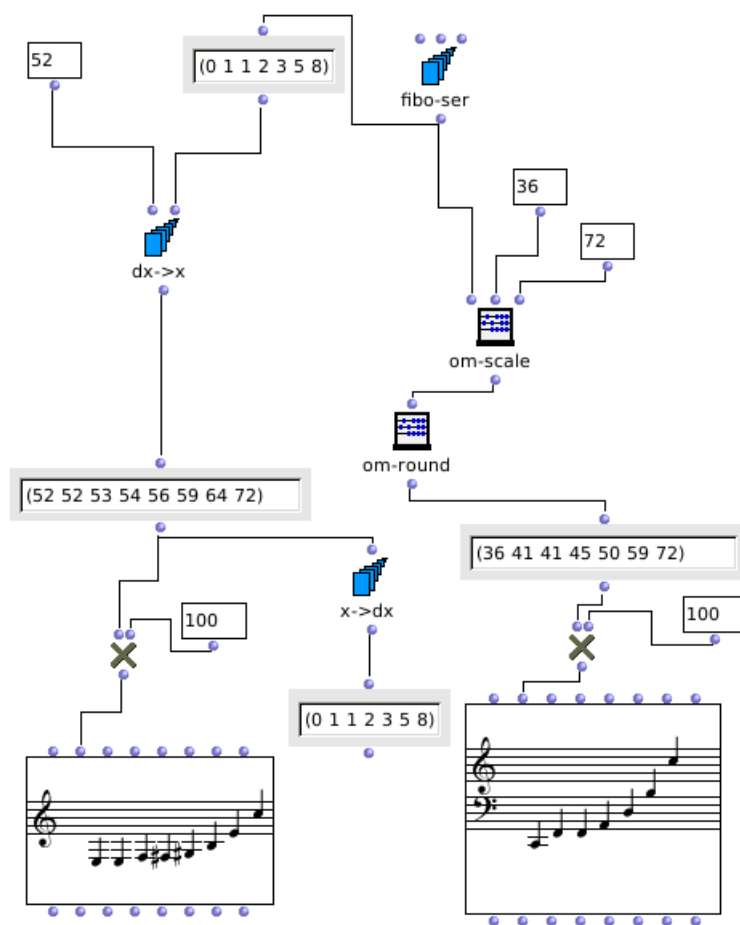 52
(0 1 1 2 3 5 8)
fibo-ser
36
72
dx->x
om-scale
om-round
(52 52 53 54 56 59 64 72)
(36 41 41 45 50 59 72)
x->dx
100
100
(0 1 1 2 3 5 8)